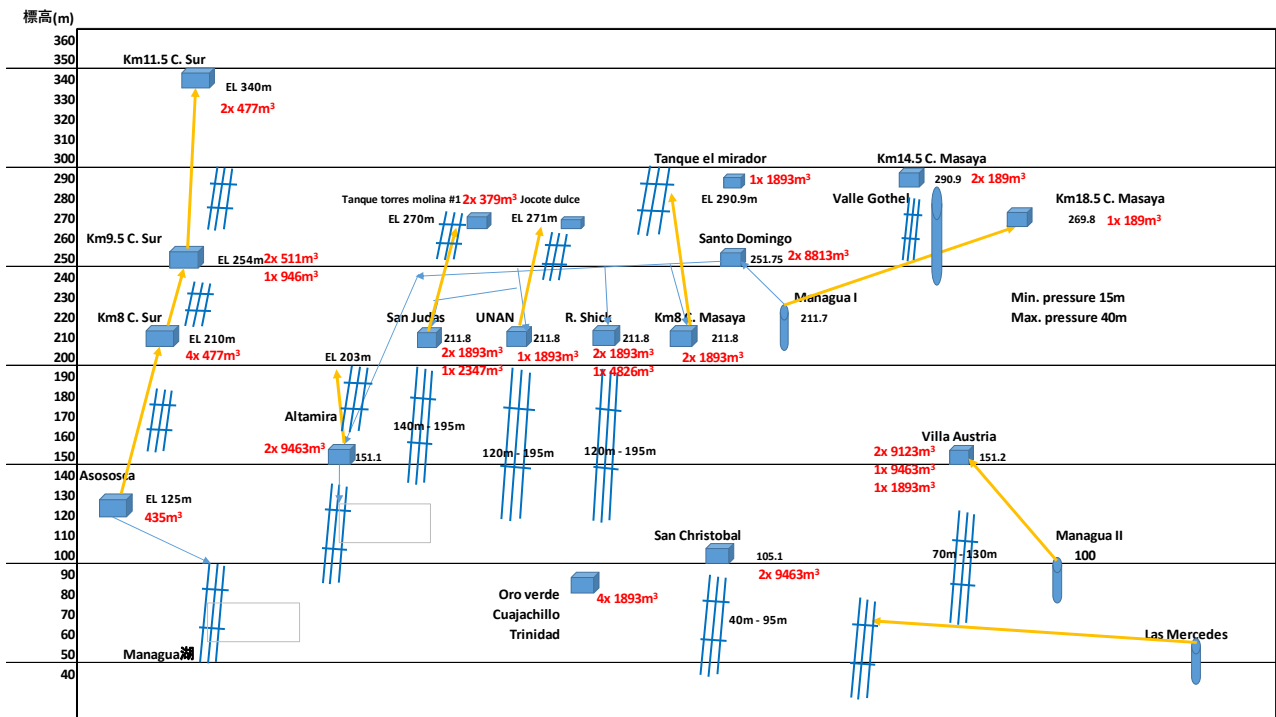 標高(m)
360
350
340
330
320
310
300
290
280
270
260
250
240
230
220
210
200
190
180
170
160
150
140
130
120
110
100
90
80
70
60
50
40
Km11.5 C. Sur
EL 340m
2x 477m³
Km9.5 C. Sur
EL 254m
2x 511m³
1x 946m³
Km8 C. Sur
EL 210m
4x 477m³
Asososca
EL 125m
435m³
Managua湖
Tanque torres molina #1
2x 379m³
Jocote dulce
EL 270m
EL 271m
Tanque el mirador
1x 1893m³
EL 290.9m
Km14.5 C. Masaya
290.9
2x 189m³
Valle Gothel
Km18.5 C. Masaya
269.8
1x 189m³
Santo Domingo
251.75
2x 8813m³
Managua I
211.7
Min. pressure 15m
Max. pressure 40m
San Judas
211.8
2x 1893m³
1x 2347m³
UNAN
211.8
1x 1893m³
R. Shick
211.8
2x 1893m³
1x 4826m³
Km8 C. Masaya
211.8
2x 1893m³
EL 203m
Altamira
2x 9463m³
151.1
140m - 195m
120m - 195m
120m - 195m
Villa Austria
2x 9123m³
1x 9463m³
1x 1893m³
151.2
San Christobal
105.1
2x 9463m³
40m - 95m
Oro verde
Cuajachillo
Trinidad
4x 1893m³
70m - 130m
Managua II
100
Las Mercedes